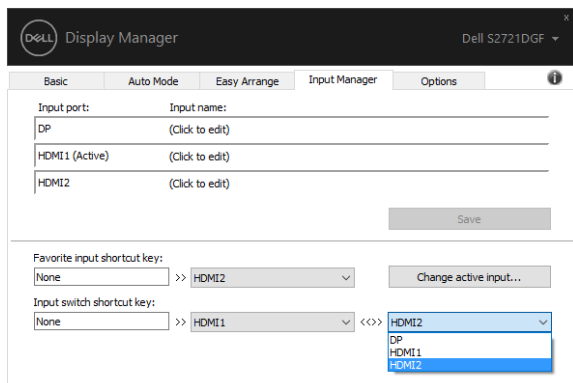 x
DELL Display Manager Dell S2721DGF
Basic Auto Mode Easy Arrange Input Manager Options i
Input port: Input name:
DP (Click to edit)
HDMI1 (Active) (Click to edit)
HDMI2 (Click to edit)
Save
Favorite input shortcut key:
None >> HDMI2 Change active input...
Input switch shortcut key:
None >> HDMI1 <<>> HDMI2
DP
HDMI1
HDMI2